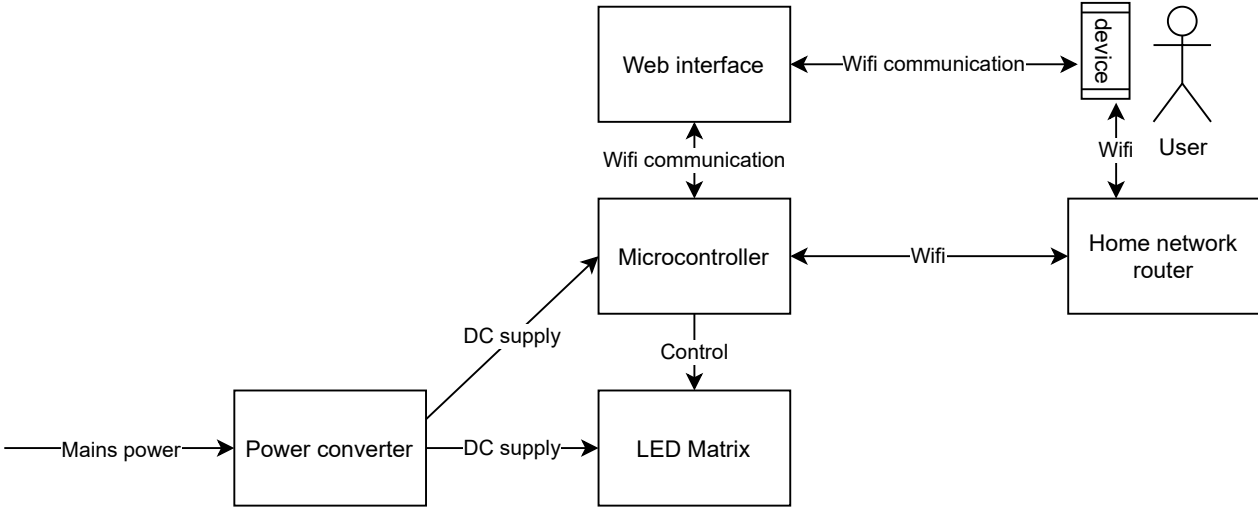 Web interface
Wifi communication
device
User
Wifi
Wifi communication
Microcontroller
Wifi
Home network
router
DC supply
Control
Mains power
Power converter
DC supply
LED Matrix